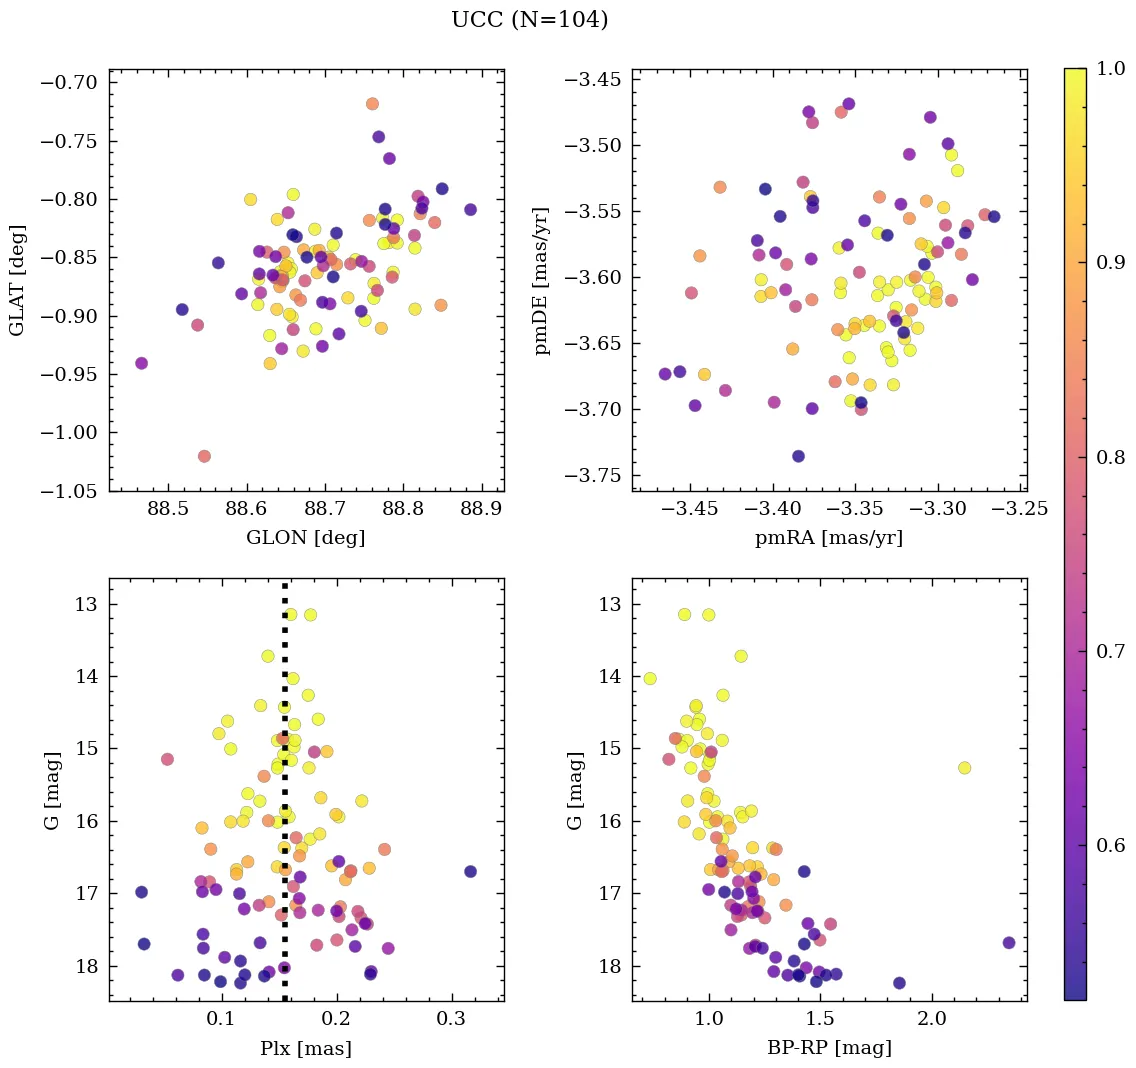 UCC (N=104)
−0.70
−0.75
−0.80
−0.85
−0.90
−0.95
−1.00
−1.05
GLAT [deg]
88.5 88.6 88.7 88.8 88.9
GLON [deg]
−3.45
−3.50
−3.55
−3.60
−3.65
−3.70
−3.75
pmDE [mas/yr]
−3.45 −3.40 −3.35 −3.30 −3.25
pmRA [mas/yr]
13
14
15
16
17
18
G [mag]
0.1 0.2 0.3
Plx [mas]
13
14
15
16
17
18
G [mag]
1.0 1.5 2.0
BP-RP [mag]
1.0
0.9
0.8
0.7
0.6